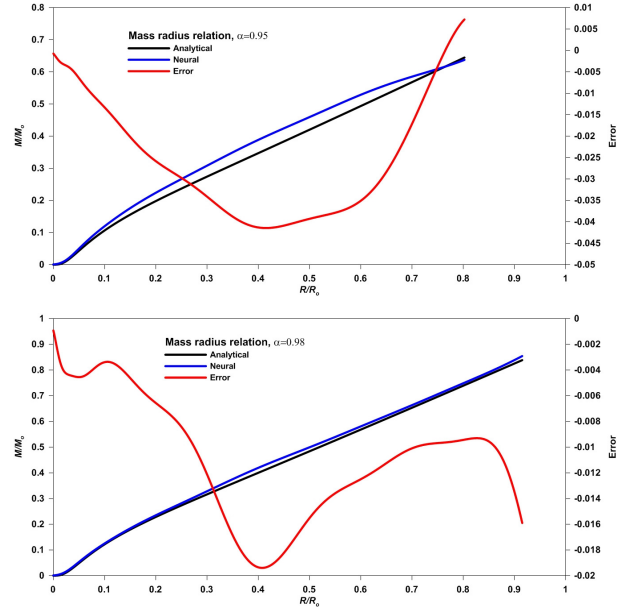 Mass radius relation, α=0.95
Analytical
Neural
Error
M/Mₒ
0.8
0.7
0.6
0.5
0.4
0.3
0.2
0.1
0
0 0.1 0.2 0.3 0.4 0.5 0.6 0.7 0.8 0.9 1
R/Rₒ
0.01
0.005
0
-0.005
-0.01
-0.015
-0.02
-0.025
-0.03
-0.035
-0.04
-0.045
-0.05
Error
Mass radius relation, α=0.98
Analytical
Neural
Error
M/Mₒ
1
0.9
0.8
0.7
0.6
0.5
0.4
0.3
0.2
0.1
0
0 0.1 0.2 0.3 0.4 0.5 0.6 0.7 0.8 0.9 1
R/Rₒ
0
-0.002
-0.004
-0.006
-0.008
-0.01
-0.012
-0.014
-0.016
-0.018
-0.02
Error